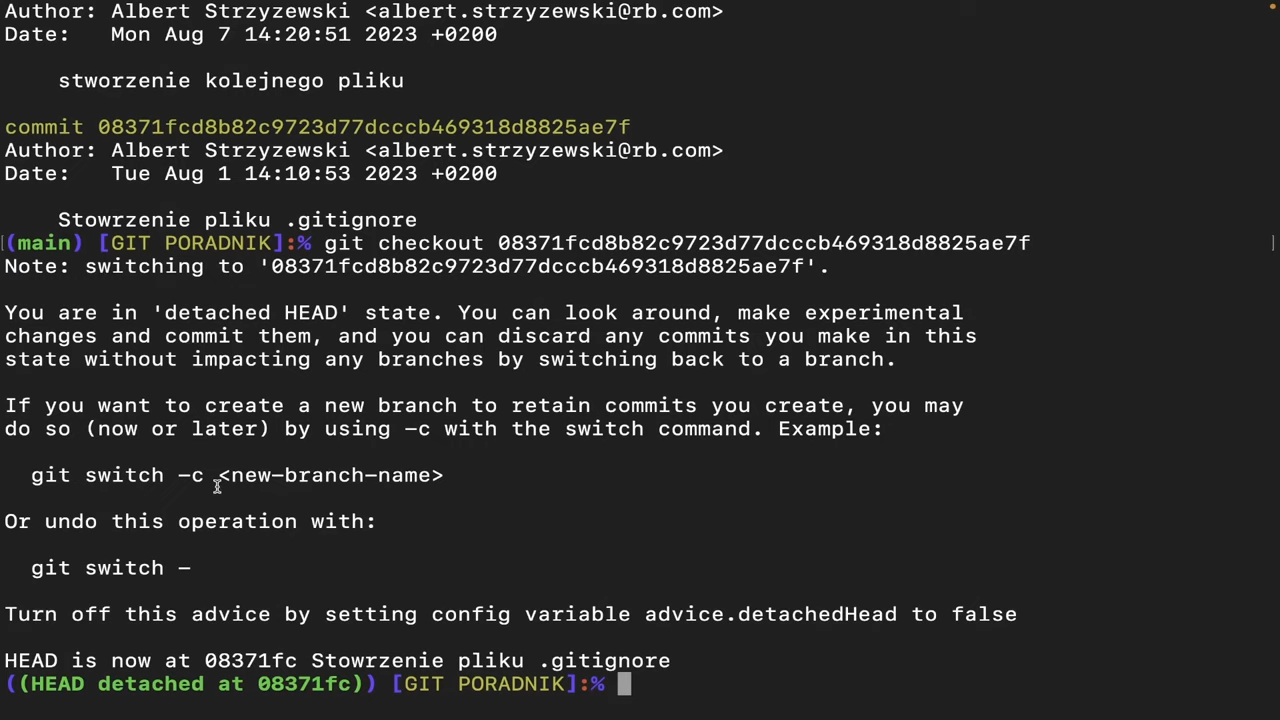 Author: Albert Strzyzewski <albert.strzyzewski@rb.com>
Date:   Mon Aug 7 14:20:51 2023 +0200
stworzenie kolejnego pliku
commit 08371fcd8b82c9723d77dcccb469318d8825ae7f
Author: Albert Strzyzewski <albert.strzyzewski@rb.com>
Date:   Tue Aug 1 14:10:53 2023 +0200
Stowrzenie pliku .gitignore
(main) [GIT PORADNIK]:% git checkout 08371fcd8b82c9723d77dcccb469318d8825ae7f
Note: switching to '08371fcd8b82c9723d77dcccb469318d8825ae7f'.
You are in 'detached HEAD' state. You can look around, make experimental
changes and commit them, and you can discard any commits you make in this
state without impacting any branches by switching back to a branch.
If you want to create a new branch to retain commits you create, you may
do so (now or later) by using -c with the switch command. Example:
git switch -c <new-branch-name>
Or undo this operation with:
git switch -
Turn off this advice by setting config variable advice.detachedHead to false
HEAD is now at 08371fc Stowrzenie pliku .gitignore
((HEAD detached at 08371fc)) [GIT PORADNIK]:%